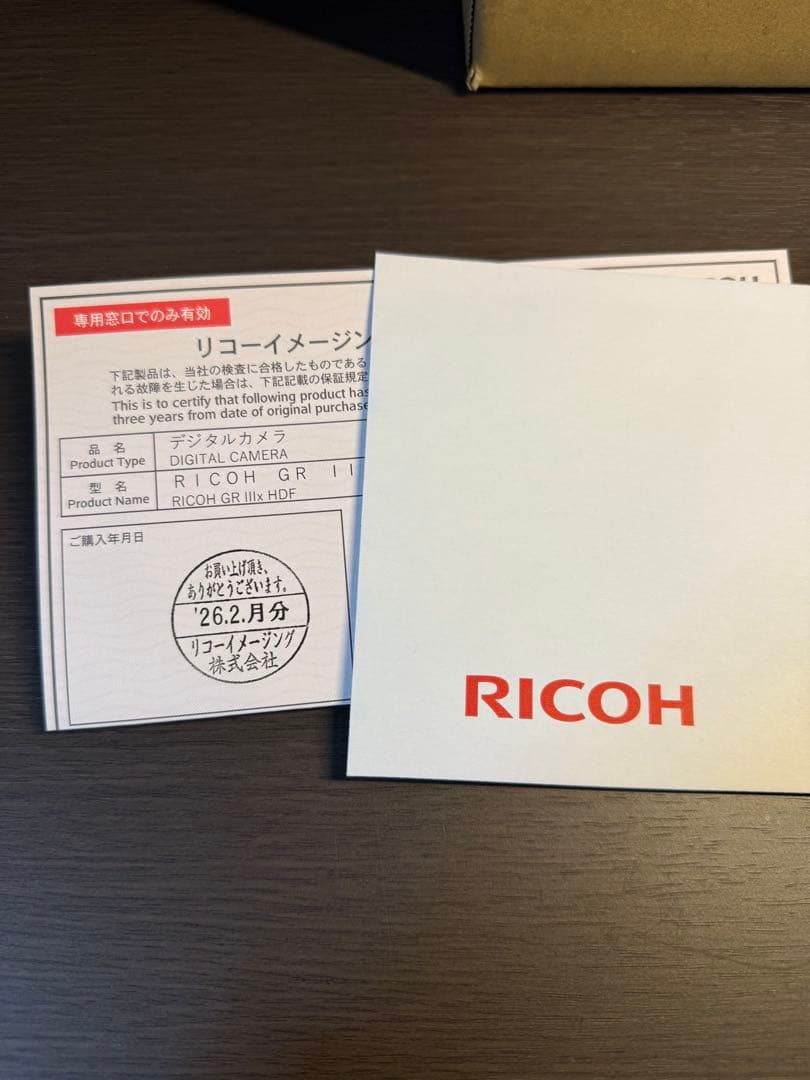 専用窓口でのみ有効
リコーイメージン
下記製品は、当社の検査に合格したものである
れる故障を生じた場合は、下記記載の保証規定
This is to certify that following product has
three years from date of original purchase
品 名
Product Type
デジタルカメラ
DIGITAL CAMERA
型 名
Product Name
RICOH GR II
RICOH GR IIIx HDF
ご購入年月日
お買い上げ頂き、
ありがとうございます。
'26.2.月分
リコーイメージング
株式会社
RICOH